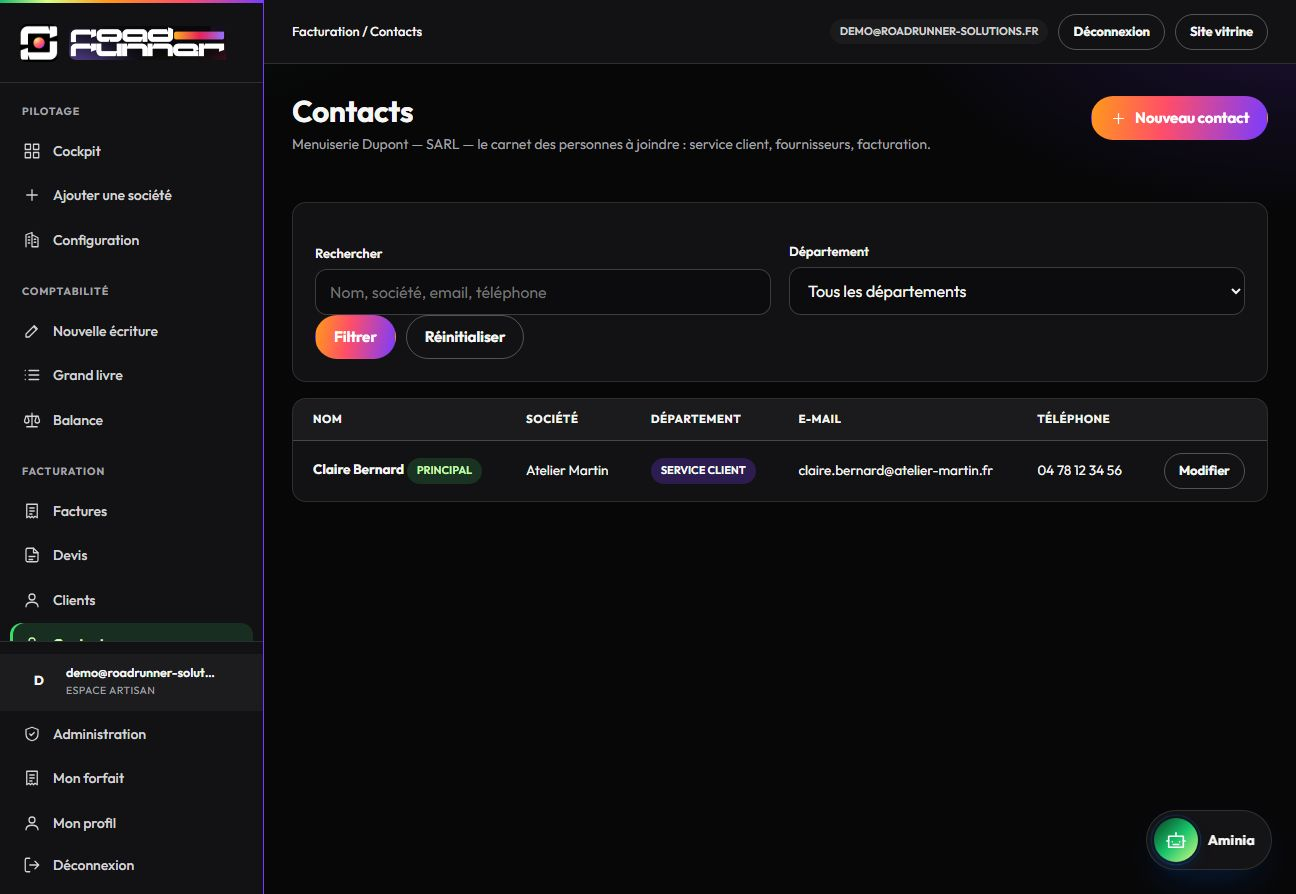 road
runner
Facturation / Contacts
DEMO@ROADRUNNER-SOLUTIONS.FR
Déconnexion
Site vitrine
PILOTAGE
Cockpit
Ajouter une société
Configuration
COMPTABILITÉ
Nouvelle écriture
Grand livre
Balance
FACTURATION
Factures
Devis
Clients
demo@roadrunner-solut...
D
ESPACE ARTISAN
Administration
Mon forfait
Mon profil
Déconnexion
Contacts
Nouveau contact
Menuiserie Dupont — SARL — le carnet des personnes à joindre : service client, fournisseurs, facturation.
Rechercher
Département
Nom, société, email, téléphone
Tous les départements
Filtrer
Réinitialiser
NOM SOCIÉTÉ DÉPARTEMENT E-MAIL TÉLÉPHONE
Claire Bernard PRINCIPAL Atelier Martin SERVICE CLIENT claire.bernard@atelier-martin.fr 04 78 12 34 56 Modifier
Aminia